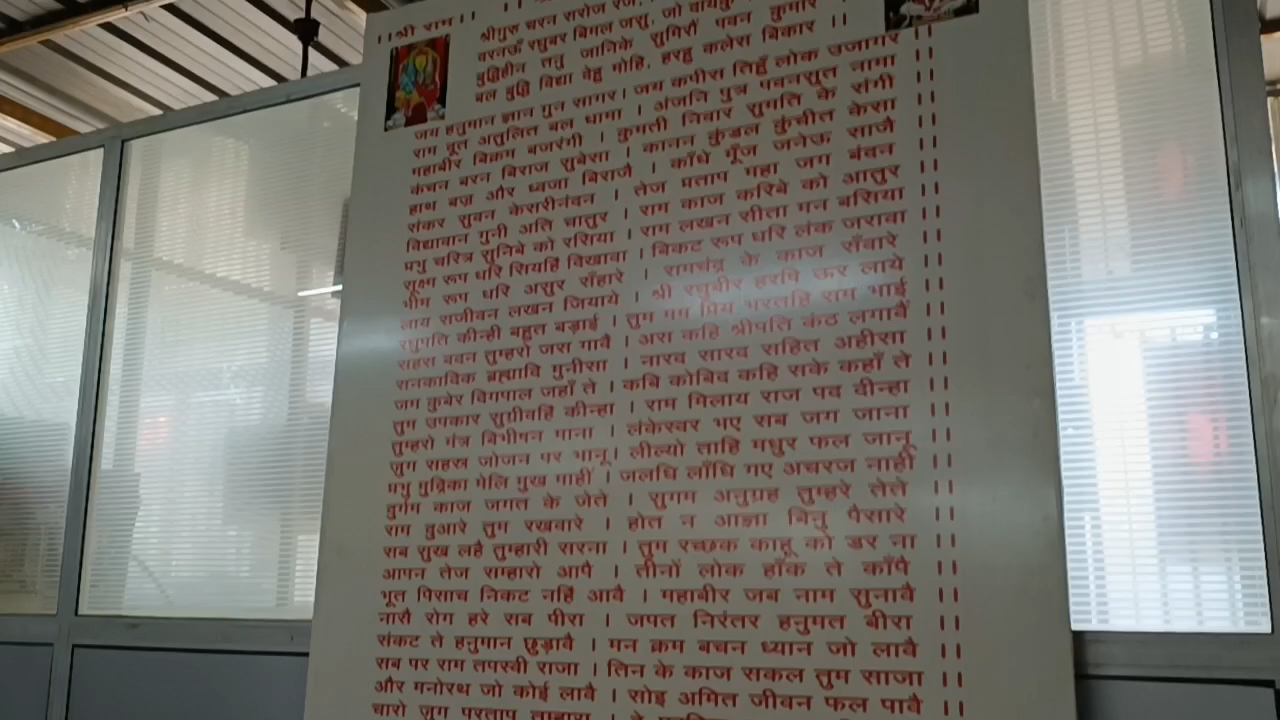 ।।श्री राम।।
श्रीगुरु चरन सरोज रज,
बरनऊँ रघुबर बिमल जसु, जो दायकु
बुद्धिहीन तनु जानिके सुमिरौं पवन कुमार
बल बुद्धि विद्या देहु मोहि, हरहु कलेस बिकार ।।
जय हनुमान ज्ञान गुन सागर। जय कपीस तिहुँ लोक उजागर ।।
राम दूत अतुलित बल धामा । अंजनि पुत्र पवनसुत नामा ।।
महाबीर बिक्रम बजरंगी । कुमती निवार सुमति के संगी ।।
कंचन बरन बिराज सुबेसा । कानन कुंडल कुंचीत केसा ।।
हाथ बज्र और ध्वजा बिराजै । काँधे मूँज जनेऊ साजै ।।
संकर सुवन केसरीनंदन । तेज प्रताप महा जग बंदन ।।
विद्यावान गुनी अति चातुर । राम काज करिबे को आतुर ।।
प्रभु चरित्र सुनिबे को रसिया । राम लखन सीता मन बसिया ।।
सूक्ष्म रूप धरि सियहिं दिखावा । बिकट रूप धरि लंक जरावा ।।
भीम रूप धरि असुर सँहारे । रामचंद्र के काज सँवारे ।।
लाय सजीवन लखन जियाये । श्री रघुबीर हरषि ऊर लाये ।।
रघुपति कीन्ही बहुत बड़ाई । तुम मम प्रिय भरतहि सम भाई ।।
सहस बदन तुम्हरो जस गावै । अस कहि श्रीपति कंठ लगावैं ।।
सनकादिक ब्रह्मादि मुनीसा । नारद सारद सहित अहीसा ।।
जम कुबेर दिगपाल जहाँ ते । कबि कोबिद कहि सके कहाँ ते ।।
तुम उपकार सुग्रीवहिं कीन्हा । राम मिलाय राज पद दीन्हा ।।
तुम्हरो मंत्र बिभीषन माना । लंकेस्वर भए सब जग जाना ।।
जुग सहस्त्र जोजन पर भानू। लील्यो ताहि मधुर फल जानू ।।
प्रभु मुद्रिका मेलि मुख माहीं । जलधि लाँघि गए अचरज नाहीं ।।
दुर्गम काज जगत के जेते । सुगम अनुग्रह तुम्हरे तेते ।।
राम दुआरे तुम रखवारे । होत न आज्ञा बिनु पैसारे ।।
सब सुख लहै तुम्हारी सरना । तुम रच्छक काहू को डर ना ।।
आपन तेज सम्हारो आपै । तीनों लोक हाँक ते काँपै ।।
भूत पिसाच निकट नहिं आवै । महाबीर जब नाम सुनावै ।।
नासै रोग हरे सब पीरा । जपत निरंतर हनुमत बीरा ।।
संकट ते हनुमान छुड़ावै । मन क्रम बचन ध्यान जो लावै ।।
सब पर राम तपस्वी राजा । तिन के काज सकल तुम साजा ।।
और मनोरथ जो कोई लावै । सोइ अमित जीवन फल पावै ।।
चारो जुग परताप तुम्हारा ।